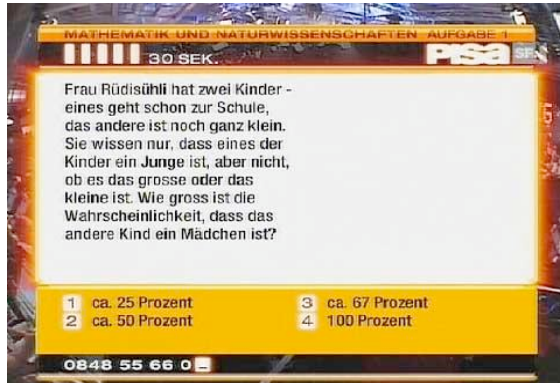 MATHEMATIK UND NATURWISSENSCHAFTEN AUFGABE 1
30 SEK.
PISA SF
Frau Rüdisühli hat zwei Kinder -
eines geht schon zur Schule,
das andere ist noch ganz klein.
Sie wissen nur, dass eines der
Kinder ein Junge ist, aber nicht,
ob es das grosse oder das
kleine ist. Wie gross ist die
Wahrscheinlichkeit, dass das
andere Kind ein Mädchen ist?
1 ca. 25 Prozent
2 ca. 50 Prozent
3 ca. 67 Prozent
4 100 Prozent
0848 55 66 0_